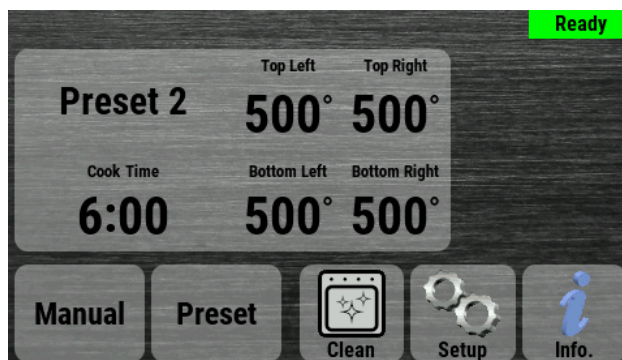 Ready
Top Left Top Right
Preset 2
500° 500°
Cook Time
Bottom Left Bottom Right
6:00
500° 500°
Manual
Preset
Clean
Setup
Info.